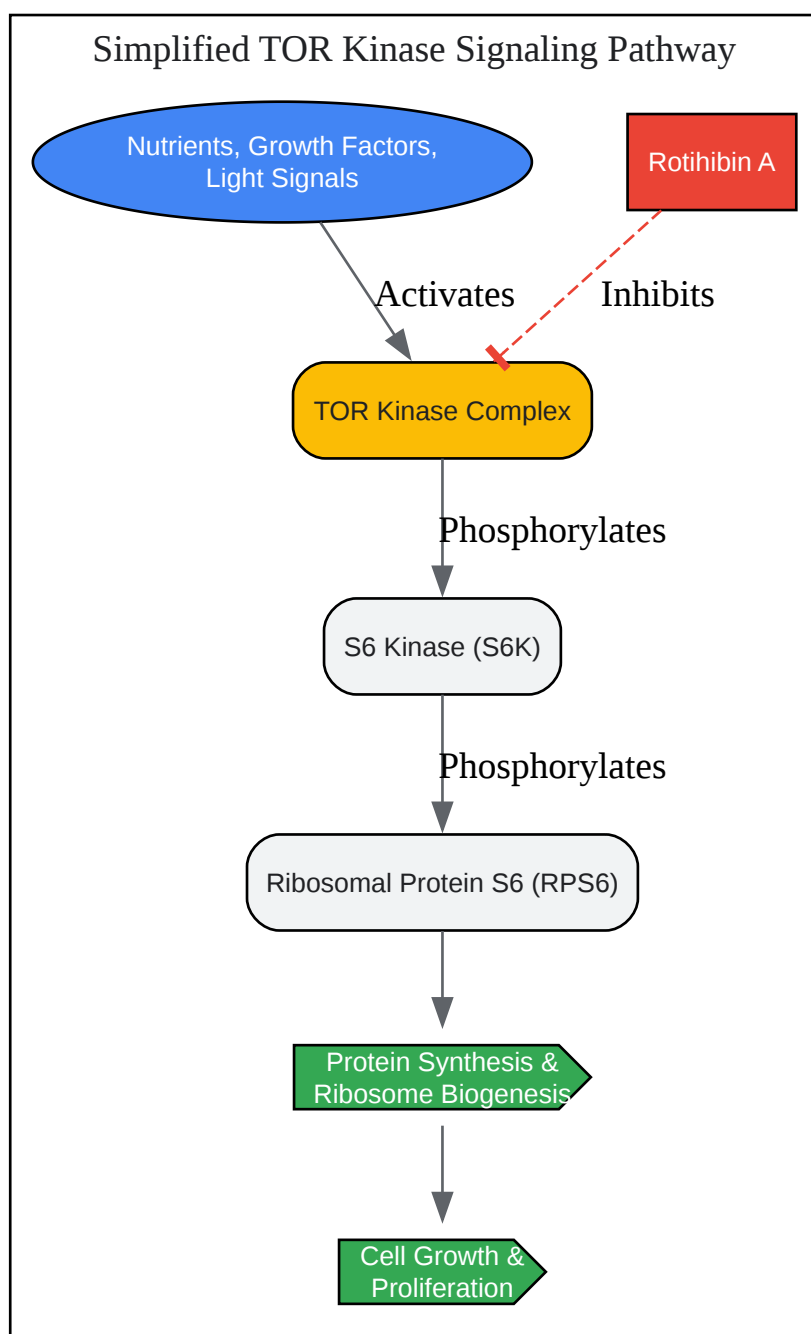 Simplified TOR Kinase Signaling Pathway
Nutrients, Growth Factors,
Light Signals
Rotihibin A
Activates
Inhibits
TOR Kinase Complex
Phosphorylates
S6 Kinase (S6K)
Phosphorylates
Ribosomal Protein S6 (RPS6)
Protein Synthesis &
Ribosome Biogenesis
Cell Growth &
Proliferation